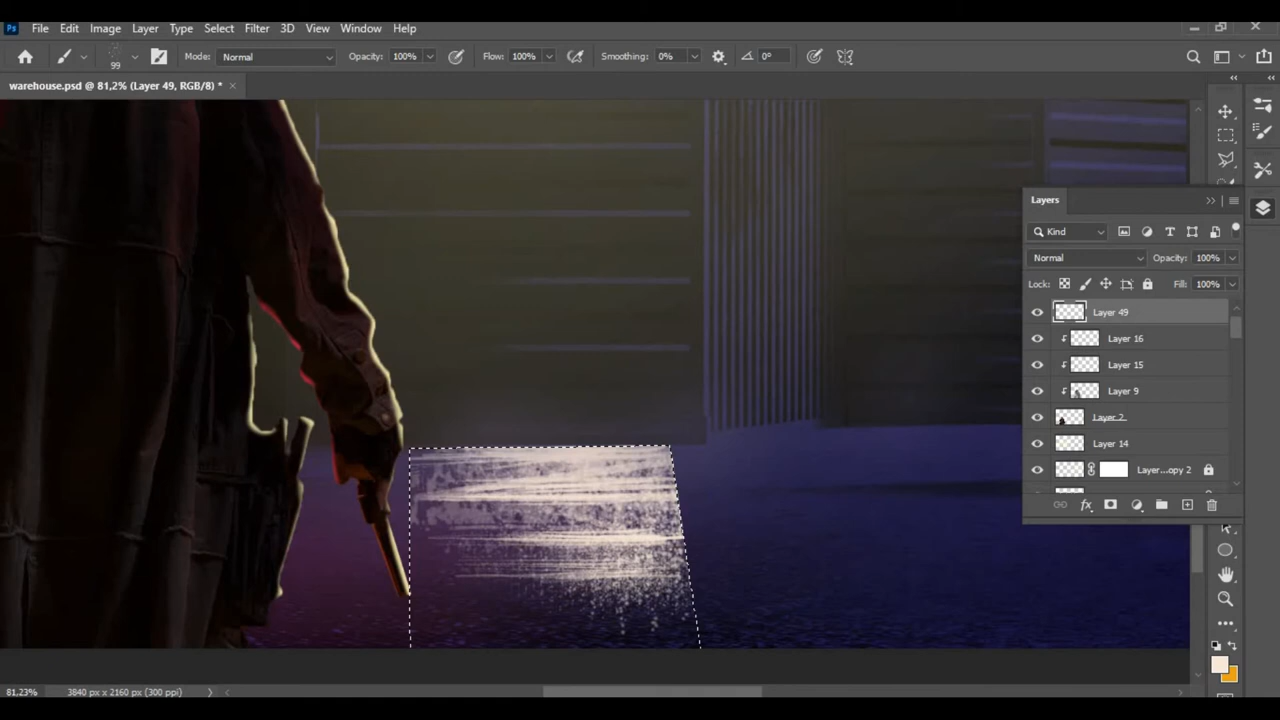 Ps File Edit Image Layer Type Select Filter 3D View Window Help
99 Mode: Normal Opacity: 100% Flow: 100% Smoothing: 0% 0°
warehouse.psd @ 81,2% (Layer 49, RGB/8) *
Layers
Kind
Normal Opacity: 100%
Lock: Fill: 100%
Layer 49
Layer 16
Layer 15
Layer 9
Layer 2
Layer 14
Layer...opy 2
fx
81,23% 3840 px x 2160 px (300 ppi)